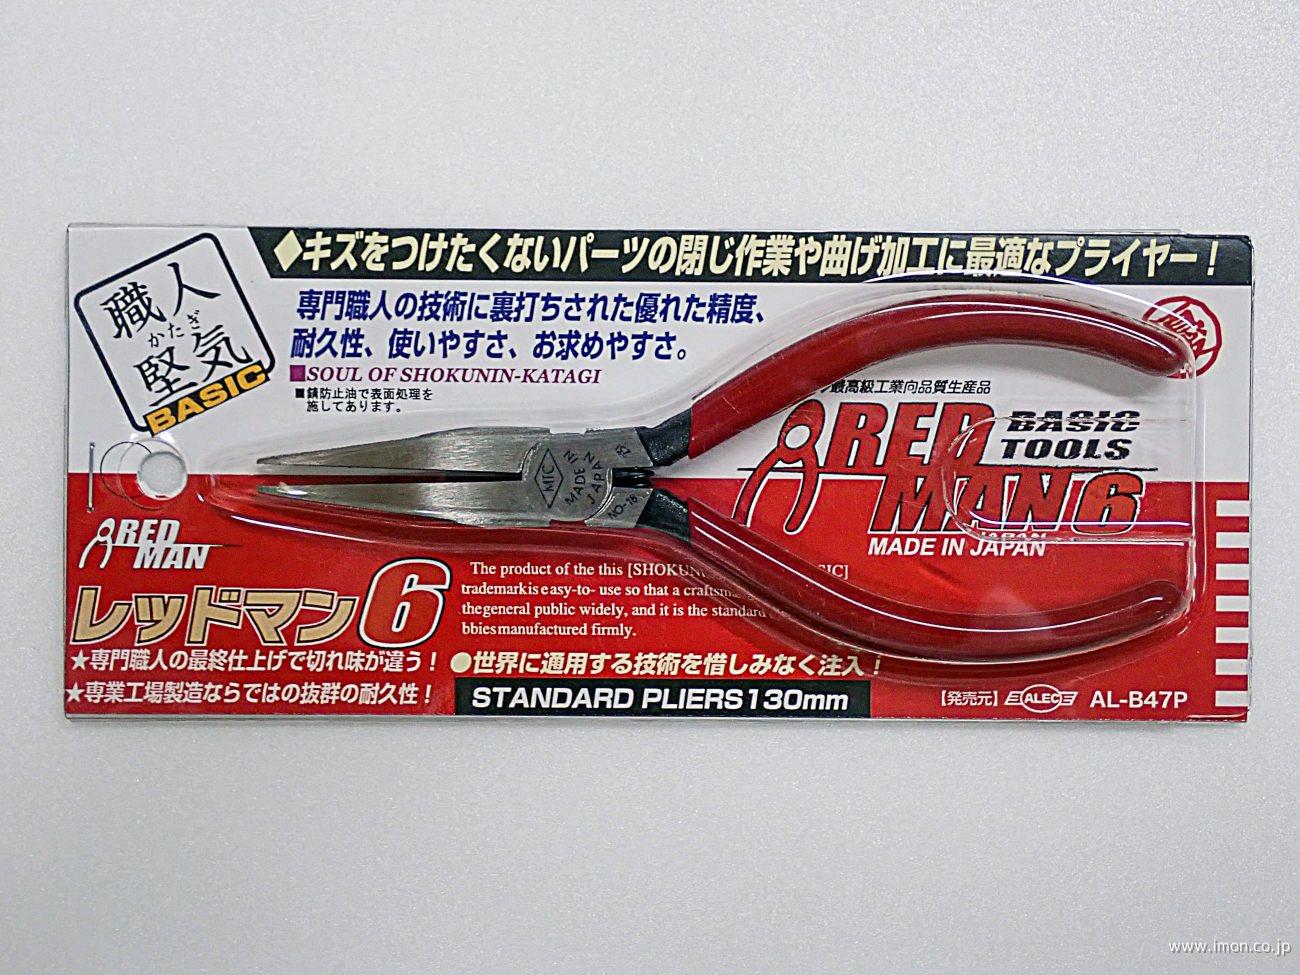 ◆キズをつけたくないパーツの閉じ作業や曲げ加工に最適なプライヤー!
職人
かたぎ
堅気
BASIC
専門職人の技術に裏打ちされた優れた精度、
耐久性、使いやすさ、お求めやすさ。
■SOUL OF SHOKUNIN-KATAGI
■錆防止油で表面処理を
施してあります。
最高級工業向品質生産品
RED
MAN 6
BASIC
TOOLS
MADE IN JAPAN
MTC
MADE IN
JAPAN
RED
MAN
レッドマン6
★専門職人の最終仕上げで切れ味が違う!
★専業工場製造ならではの抜群の耐久性!
The product of the this [SHOKUN
trademarkis easy-to- use so that a craftsma
thegeneral public widely, and it is the standard
bbies manufactured firmly.
●世界に通用する技術を惜しみなく注入!
STANDARD PLIERS130mm
【発売元】 ALEC AL-B47P
www.imon.co.jp